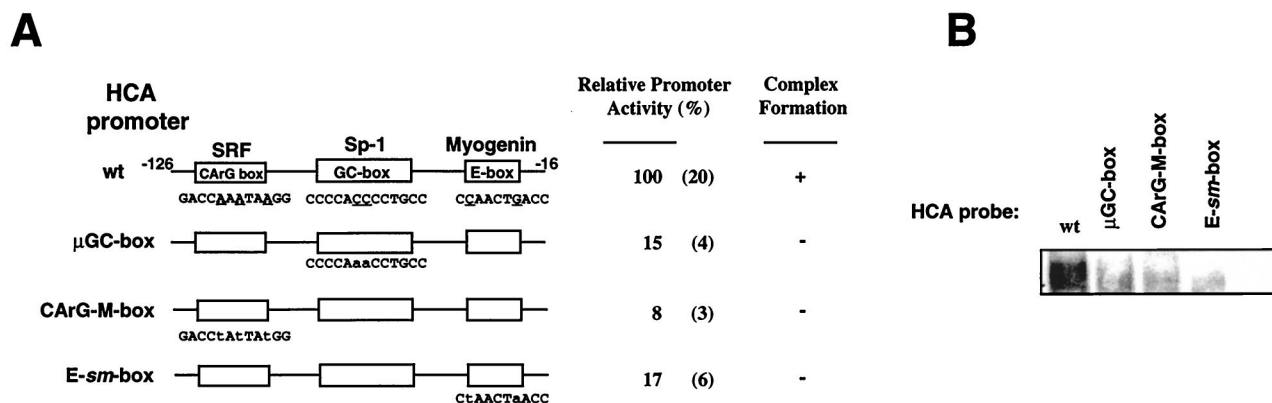 A
B
HCA
promoter
Relative Promoter
Activity (%)
Complex
Formation
SRF
Sp-1
Myogenin
wt
-126
CArG box
GC-box
E-box
-16
100 (20) +
GACCAAATAAGG
CCCCACCCCTGCC
CCAACTGACC
µGC-box
15 (4) -
CCCCAaaCCTGCC
CArG-M-box
8 (3) -
GACCtAtTAtGG
E-sm-box
17 (6) -
CtAACTaACC
HCA probe:
wt
µGC-box
CArG-M-box
E-sm-box